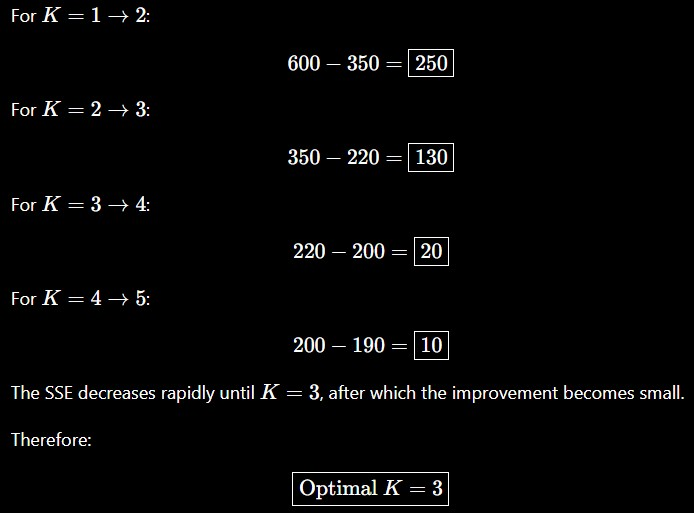 For K = 1 → 2:
600 − 350 = 250
For K = 2 → 3:
350 − 220 = 130
For K = 3 → 4:
220 − 200 = 20
For K = 4 → 5:
200 − 190 = 10
The SSE decreases rapidly until K = 3, after which the improvement becomes small.
Therefore:
Optimal K = 3